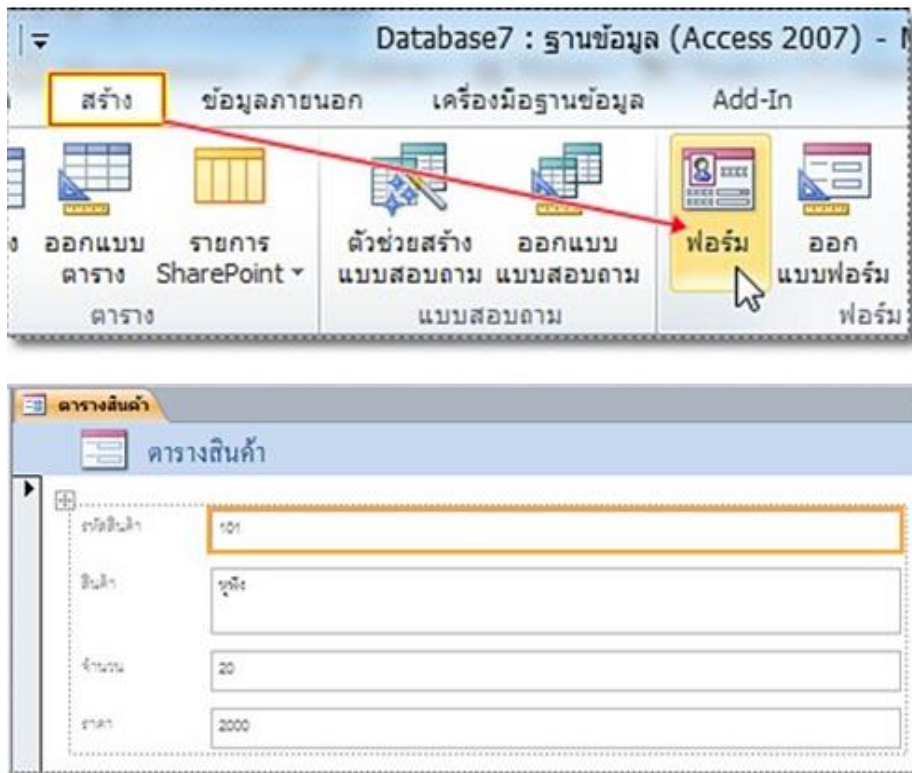 Database7 : ฐานข้อมูล (Access 2007) -
สร้าง ข้อมูลภายนอก เครื่องมือฐานข้อมูล Add-In
ออกแบบ รายการ ตัวช่วยสร้าง ออกแบบ ฟอร์ม ออก
ตาราง SharePoint แบบสอบถาม แบบสอบถาม แบบฟอร์ม
ตาราง แบบสอบถาม ฟอร์ม
ตารางสินค้า
ตารางสินค้า
รหัสสินค้า 101
สินค้า
จำนวน 20
ราคา 2000